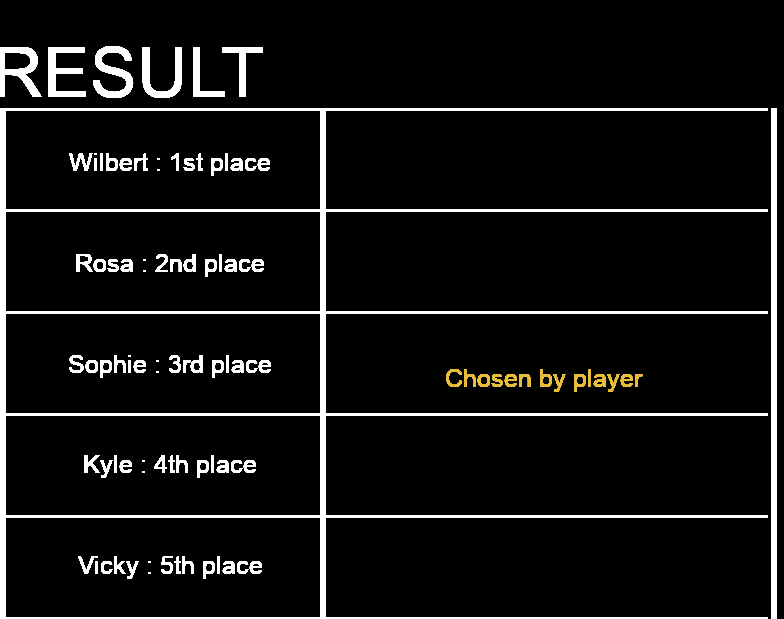 RESULT
Wilbert : 1st place
Rosa : 2nd place
Sophie : 3rd place
Chosen by player
Kyle : 4th place
Vicky : 5th place